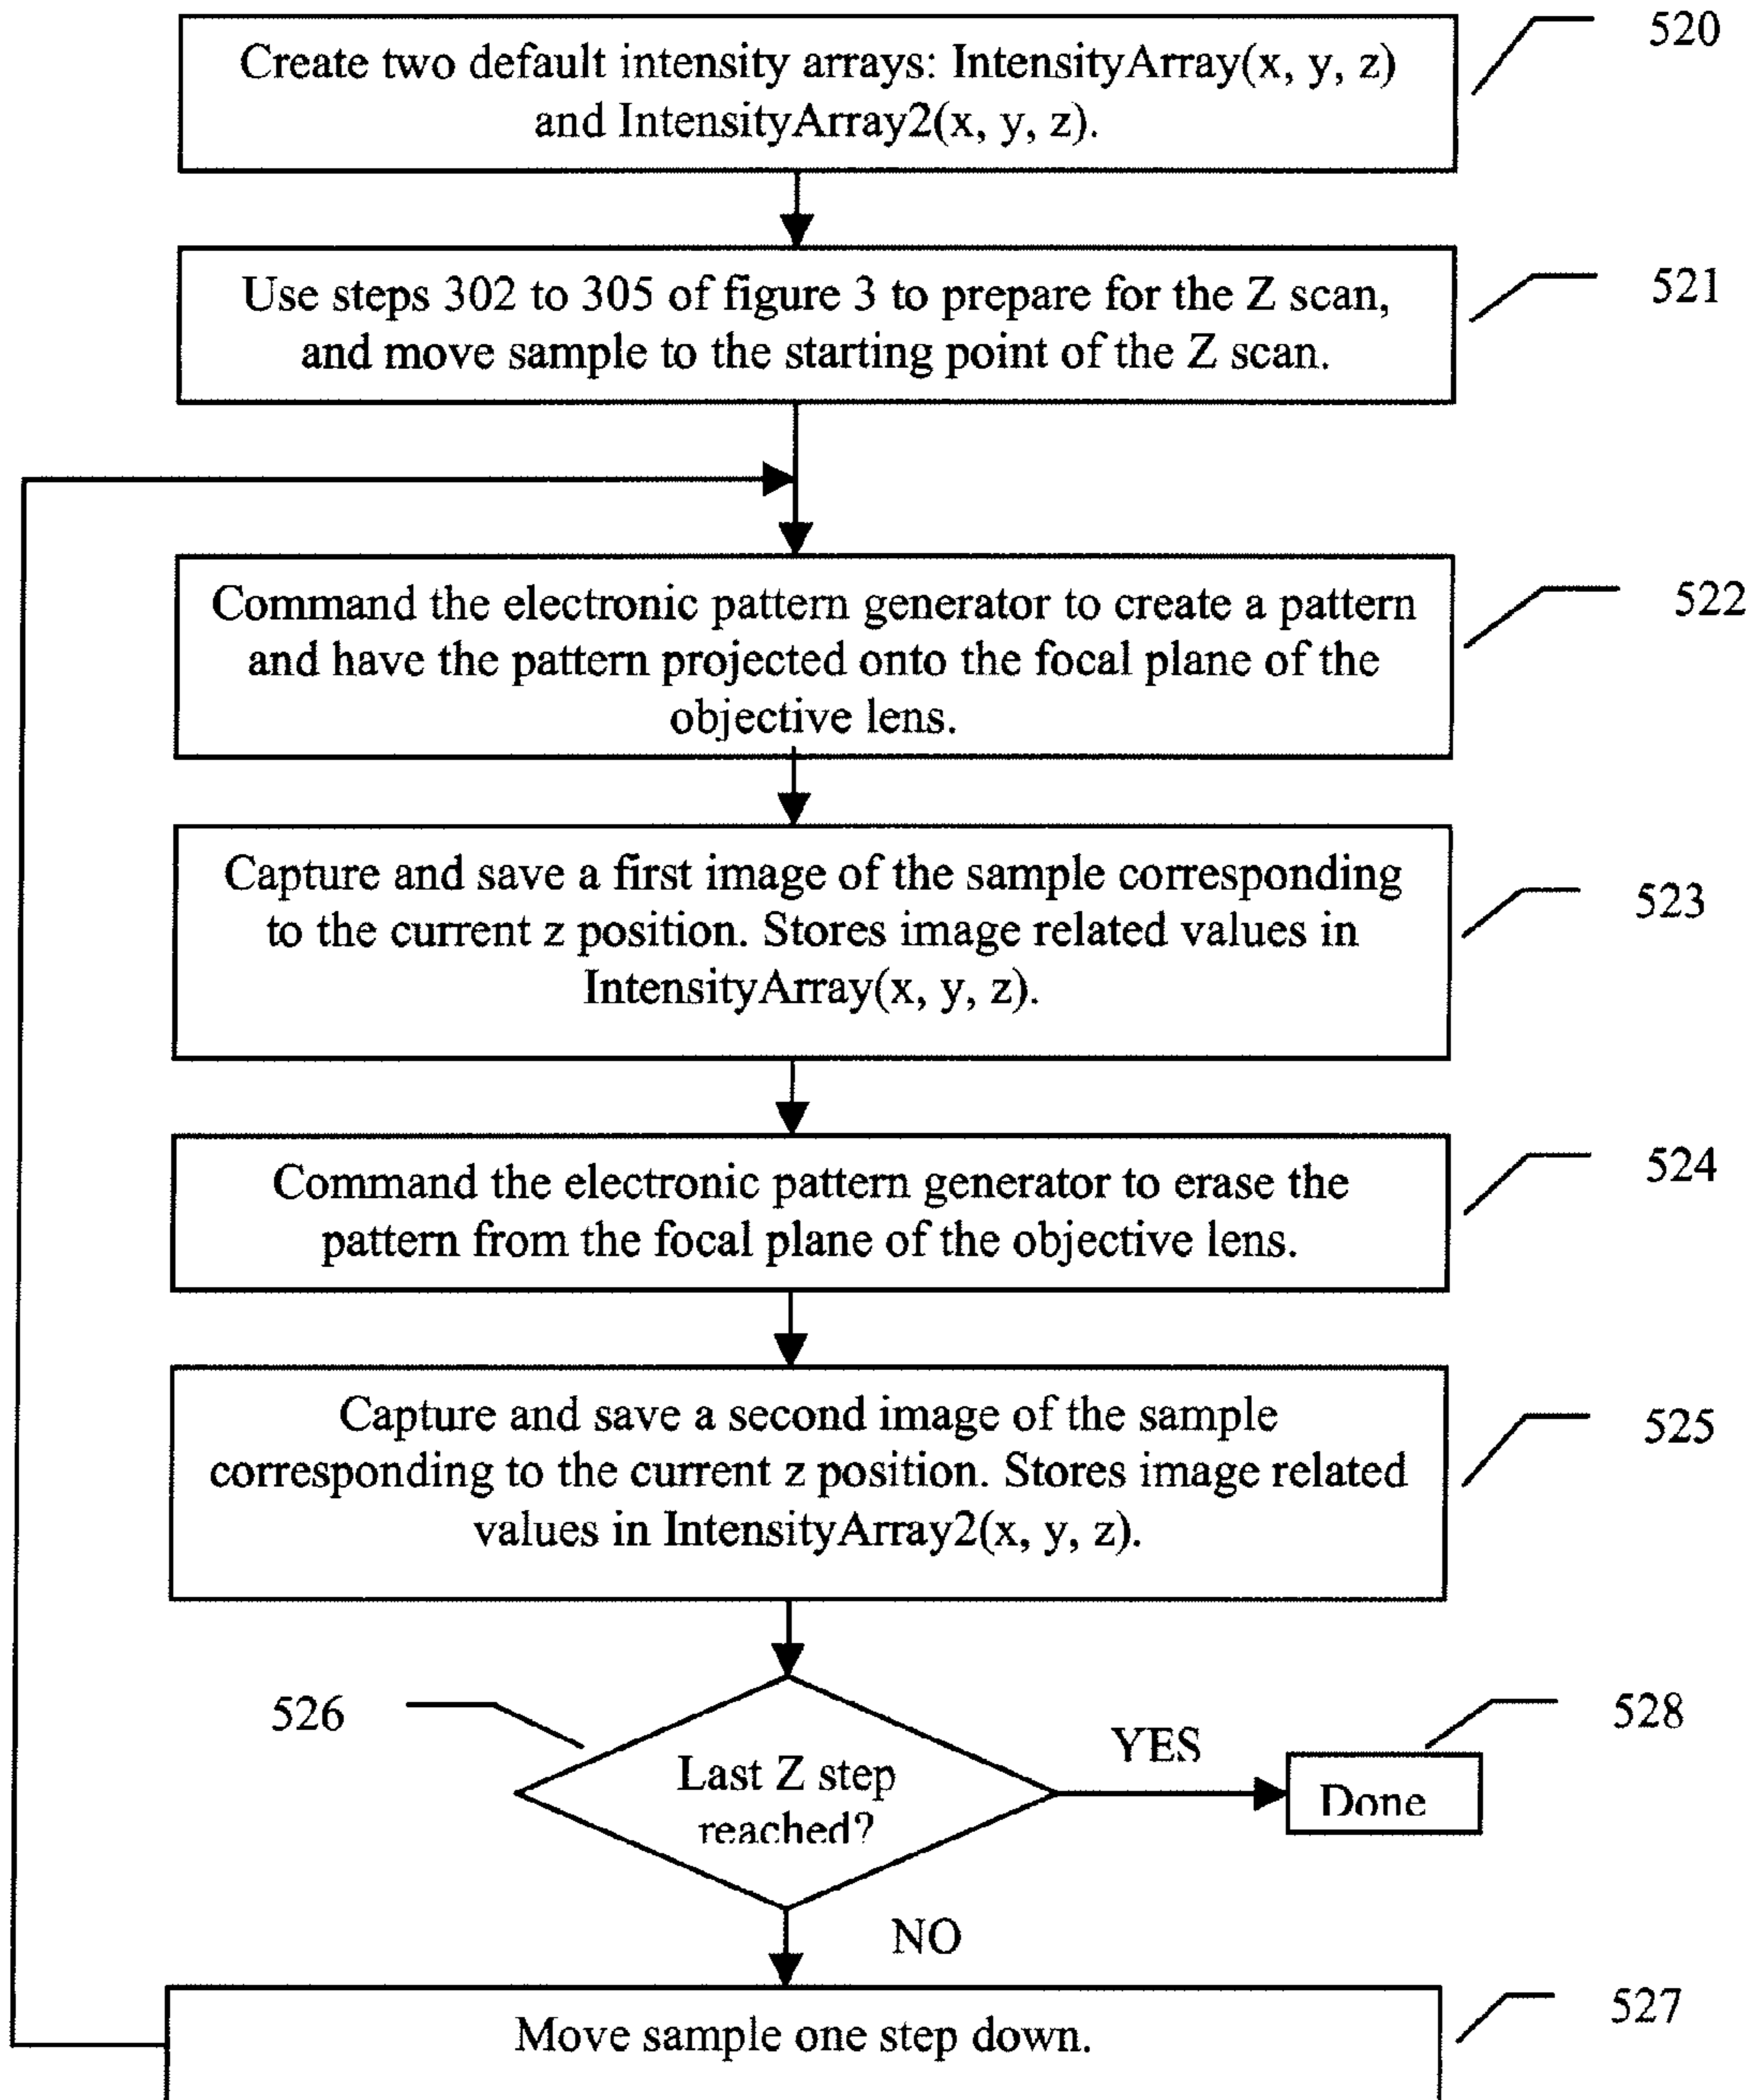 520
Create two default intensity arrays: IntensityArray(x, y, z)
and IntensityArray2(x, y, z).
521
Use steps 302 to 305 of figure 3 to prepare for the Z scan,
and move sample to the starting point of the Z scan.
522
Command the electronic pattern generator to create a pattern
and have the pattern projected onto the focal plane of the
objective lens.
523
Capture and save a first image of the sample corresponding
to the current z position. Stores image related values in
IntensityArray(x, y, z).
524
Command the electronic pattern generator to erase the
pattern from the focal plane of the objective lens.
525
Capture and save a second image of the sample
corresponding to the current z position. Stores image related
values in IntensityArray2(x, y, z).
526
Last Z step
reached?
YES
528
Done
NO
527
Move sample one step down.